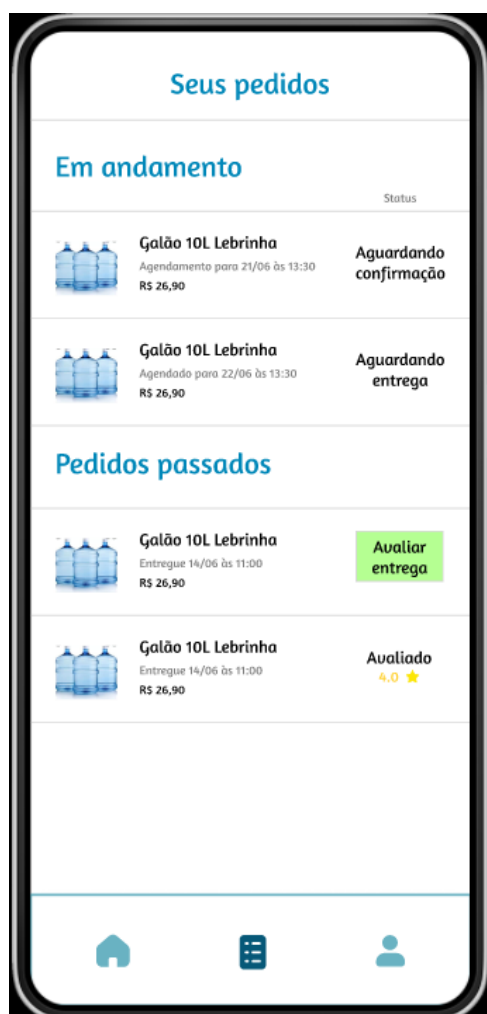 Seus pedidos
Em andamento
Status
Galão 10L Lebrinha
Agendamento para 21/06 às 13:30
R$ 26,90
Aguardando
confirmação
Galão 10L Lebrinha
Agendado para 22/06 às 13:30
R$ 26,90
Aguardando
entrega
Pedidos passados
Galão 10L Lebrinha
Entregue 14/06 às 11:00
R$ 26,90
Avaliar
entrega
Galão 10L Lebrinha
Entregue 14/06 às 11:00
R$ 26,90
Avaliado
4.0